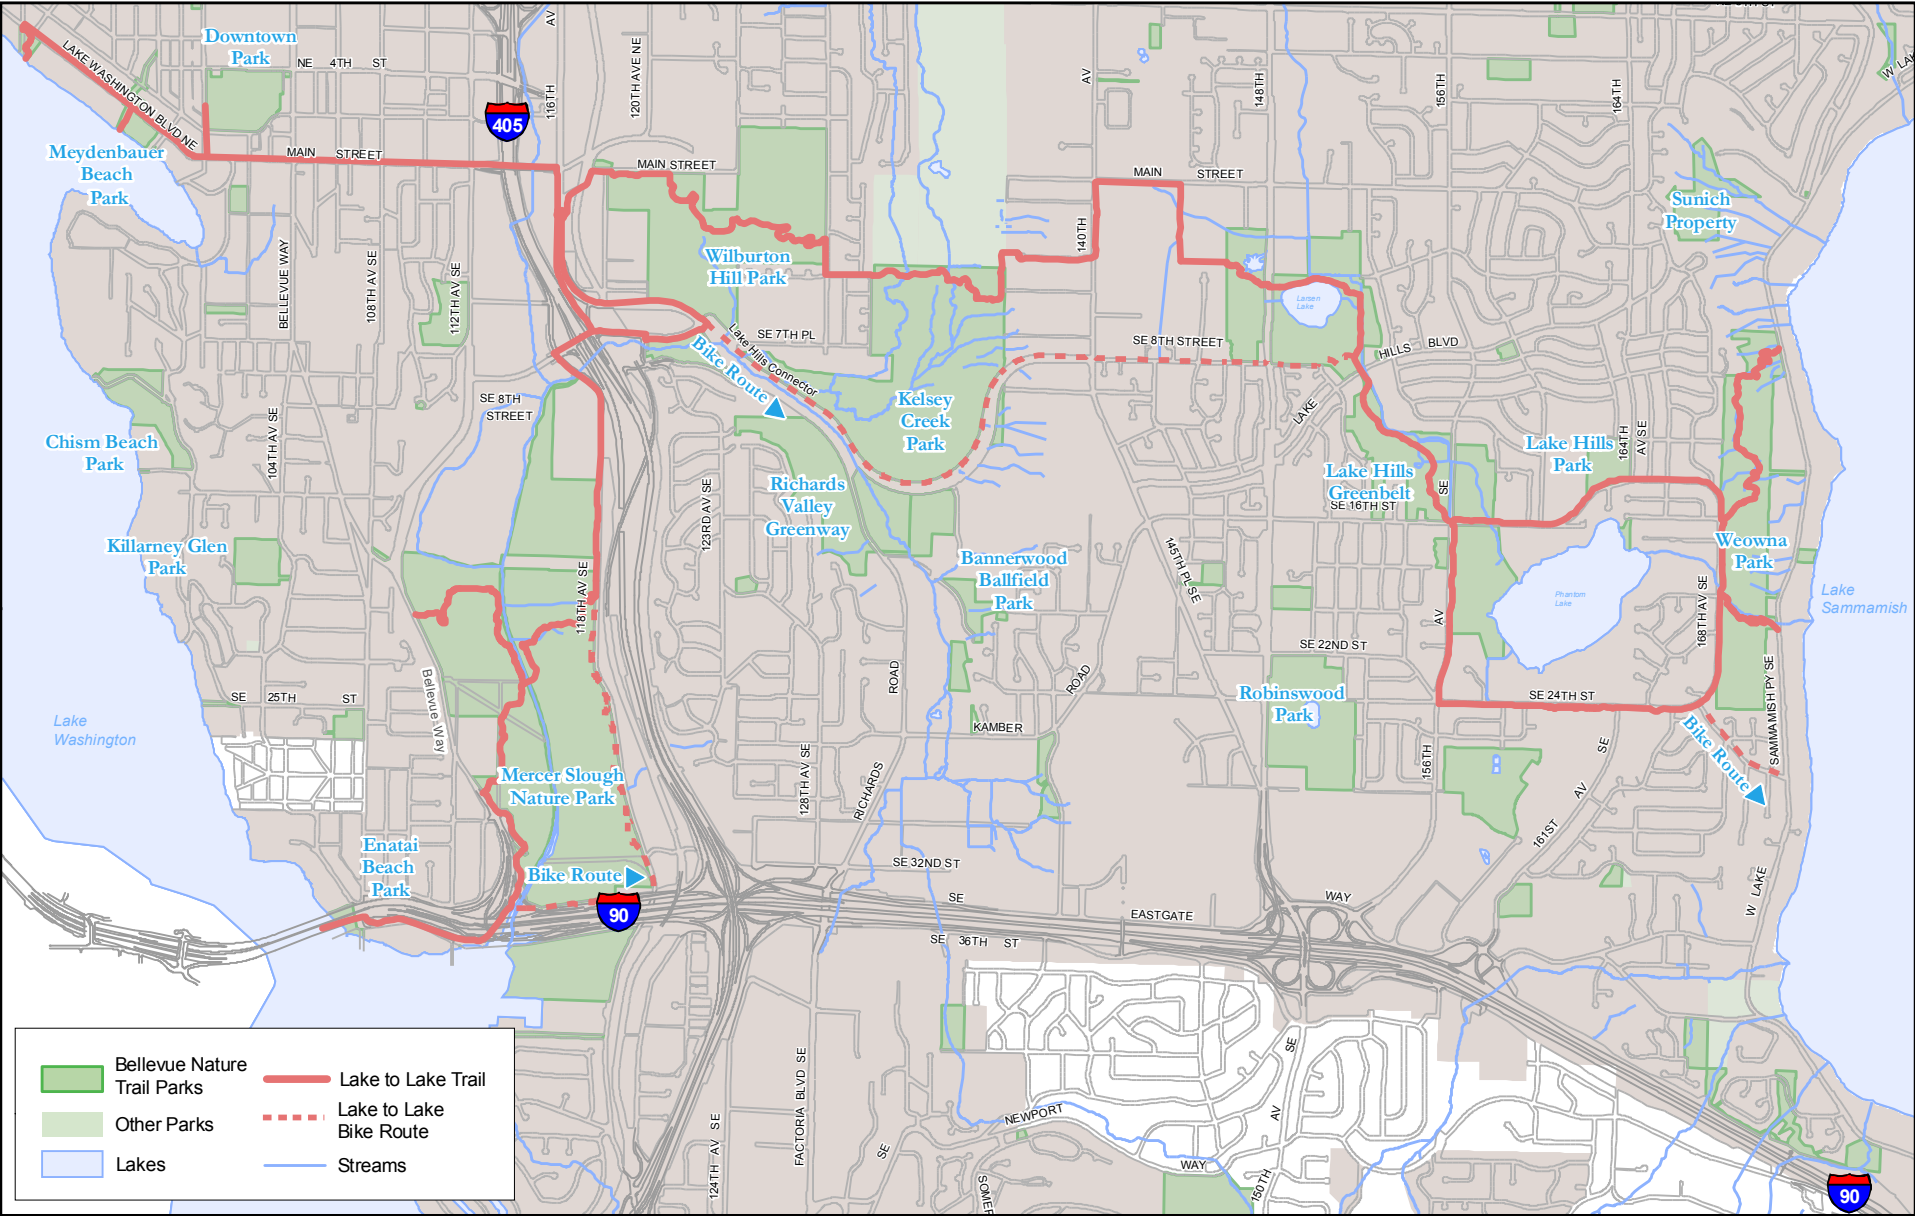 Downtown
Park
NE 4TH ST
LAKE WASHINGTON BLVD NE
405
AV
116TH
120TH AVE NE
AV
148TH
156TH
164TH
Meydenbauer
Beach
Park
MAIN STREET
MAIN STREET
MAIN STREET
Sunich
Property
BELLEVUE WAY
108TH AV SE
112TH AV SE
Wilburton
Hill Park
140TH
Larsen
Lake
SE 7TH PL
Lake Hills Connector
Bike Route
SE 8TH STREET
HILLS BLVD
LAKE
SE 8TH
STREET
Kelsey
Creek
Park
Chism Beach
Park
104TH AV SE
123RD AV SE
Richards
Valley
Greenway
Lake Hills
Greenbelt
SE 16TH ST
SE
Lake Hills
Park
164TH
AV SE
Killarney Glen
Park
118TH AV SE
Bannerwood
Ballfield
Park
145TH PL SE
AV
Phantom
Lake
Weowna
Park
168TH AV SE
Lake
Sammamish
SE 22ND ST
Robinswood
Park
SE 24TH ST
SE 25TH ST
Bellevue Way
Lake
Washington
ROAD
ROAD
KAMBER
Bike Route
SAMMAMISH PY SE
W LAKE
Mercer Slough
Nature Park
128TH AV SE
RICHARDS
156TH
SE
AV
161ST
Enatai
Beach
Park
Bike Route
90
SE 32ND ST
SE
EASTGATE
WAY
SE 36TH ST
SE
AV
150TH
NEWPORT
WAY
124TH AV SE
FACTORIA BLVD SE
SE
SOMER
90
Bellevue Nature
Trail Parks
Other Parks
Lakes
Lake to Lake Trail
Lake to Lake
Bike Route
Streams